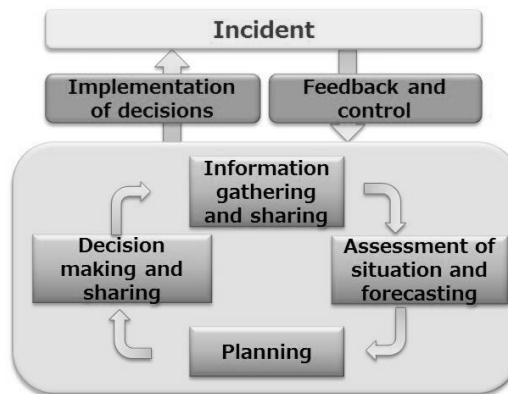 Incident
Implementation
of decisions
Feedback and
control
Information
gathering
and sharing
Decision
making and
sharing
Assessment of
situation and
forecasting
Planning